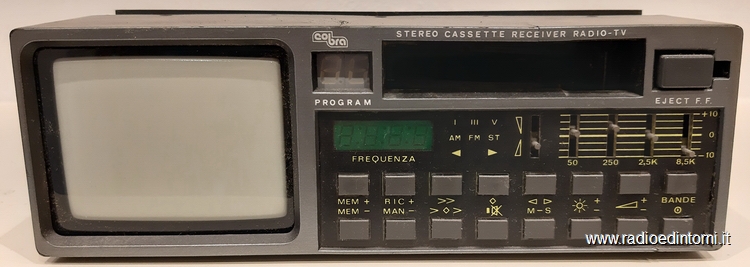 colbra
STEREO CASSETTE RECEIVER RADIO-TV
PROGRAM
EJECT F.F.
I III V
AM FM ST
FREQUENZA
+10
0
-10
50 250 2,5K 8,5K
MEM + RIC + >> M-S + + BANDE
MEM - MAN - >◇> - -
www.radioedintorni.it